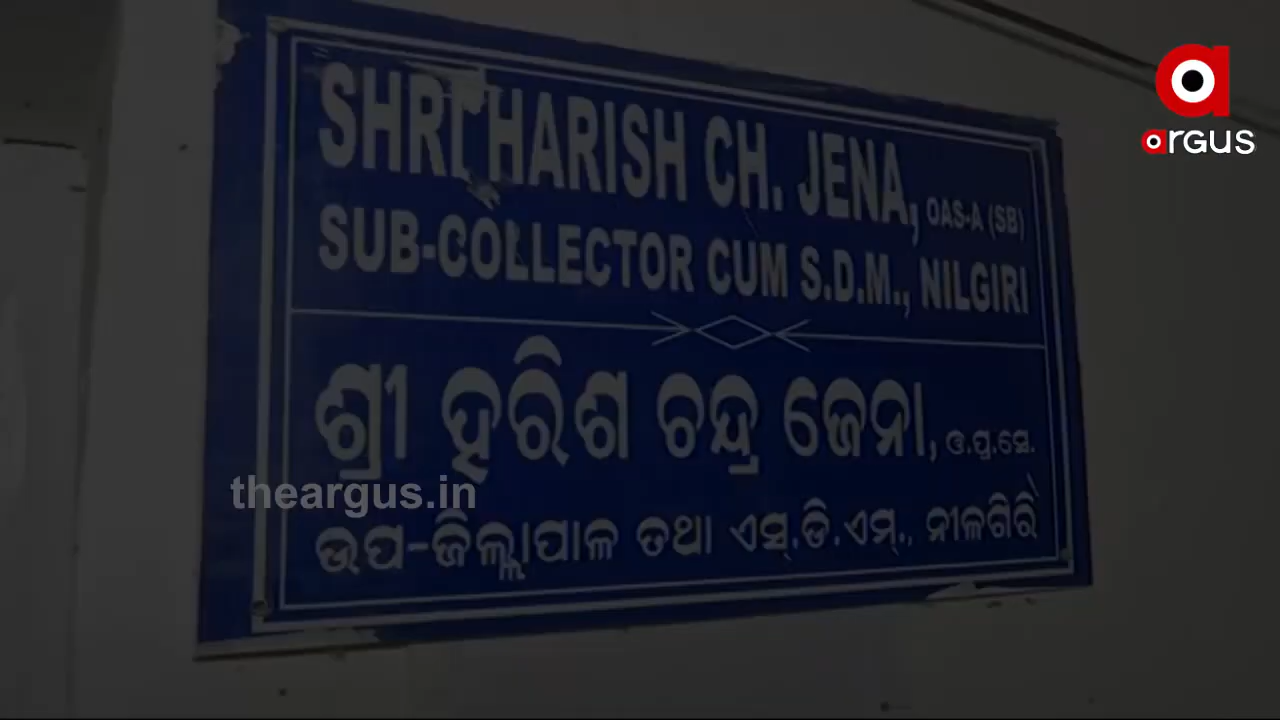 SHRI HARISH CH. JENA, OAS-A (SB)
SUB-COLLECTOR CUM S.D.M., NILGIRI
ଶ୍ରୀ ହରିଶ ଚନ୍ଦ୍ର ଜେନା, ଓ.ପ୍ର.ସେ.
ଉପ-ଜିଲ୍ଲାପାଳ ତଥା ଏସ୍.ଡି.ଏମ୍., ନୀଳଗିରି
theargus.in
argus